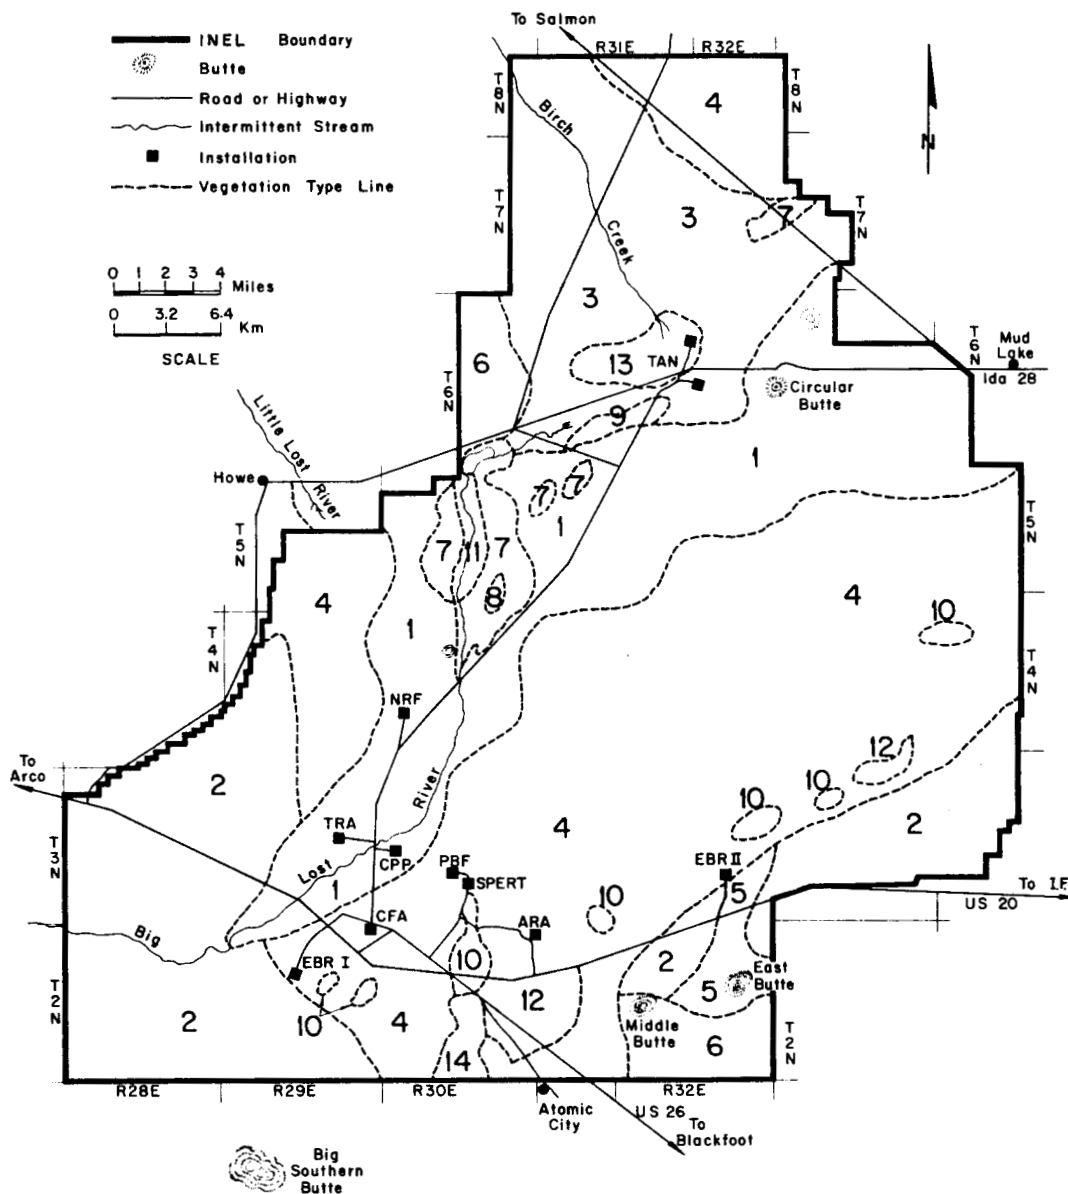 INEL Boundary
Butte
Road or Highway
Intermittent Stream
Installation
Vegetation Type Line
0 1 2 3 4
Miles
0 3.2 6.4
Km
SCALE
To Salmon
R31E R32E
T8N
T8N
N
Birch
Creek
4
T7N
T7N
3
7
3
6
T6N
13
TAN
T6N
Mud
Lake
Ida 28
Circular
Butte
9
1
Little Lost
River
Howe
T5N
T5N
7
7
1
7
11
7
8
4
1
4
10
T4N
T4N
NRF
To
Arco
2
River
12
10
10
TRA
Lost
CPP
4
2
T3N
1
PBF
SPERT
EBR II
5
To I.F.
US 20
CFA
ARA
10
Big
EBR I
10
2
5
East
Butte
T2N
2
10
4
12
Middle
Butte
6
T2N
14
R28E R29E R30E R32E
Atomic
City
US 26
To
Blackfoot
Big
Southern
Butte